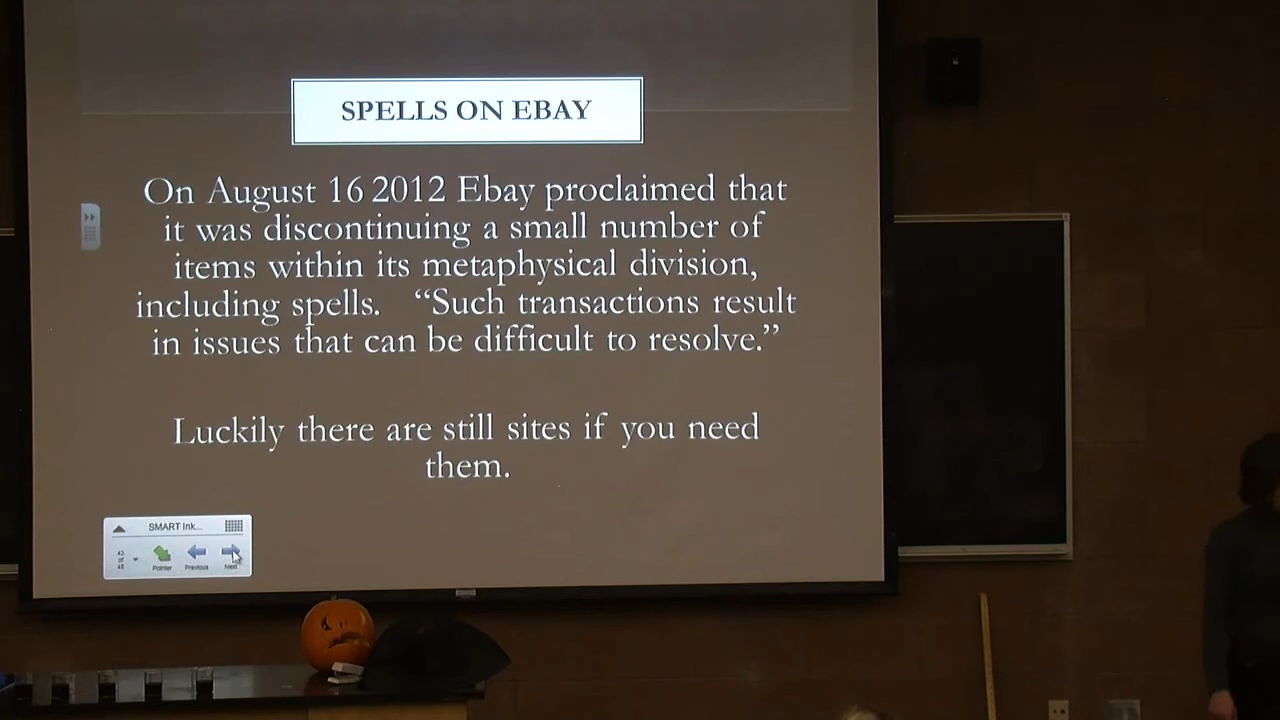 SPELLS ON EBAY
On August 16 2012 Ebay proclaimed that
it was discontinuing a small number of
items within its metaphysical division,
including spells. “Such transactions result
in issues that can be difficult to resolve.”
Luckily there are still sites if you need
them.
SMART Ink...
43
of
48
Pointer
Previous
Next